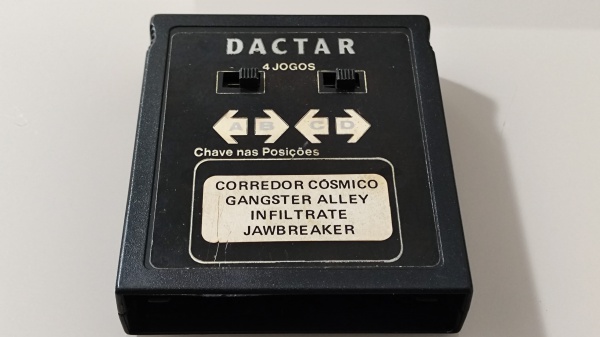 DACTAR
4 JOGOS
A B C D
Chave nas Posições
CORREDOR CÓSMICO
GANGSTER ALLEY
INFILTRATE
JAWBREAKER